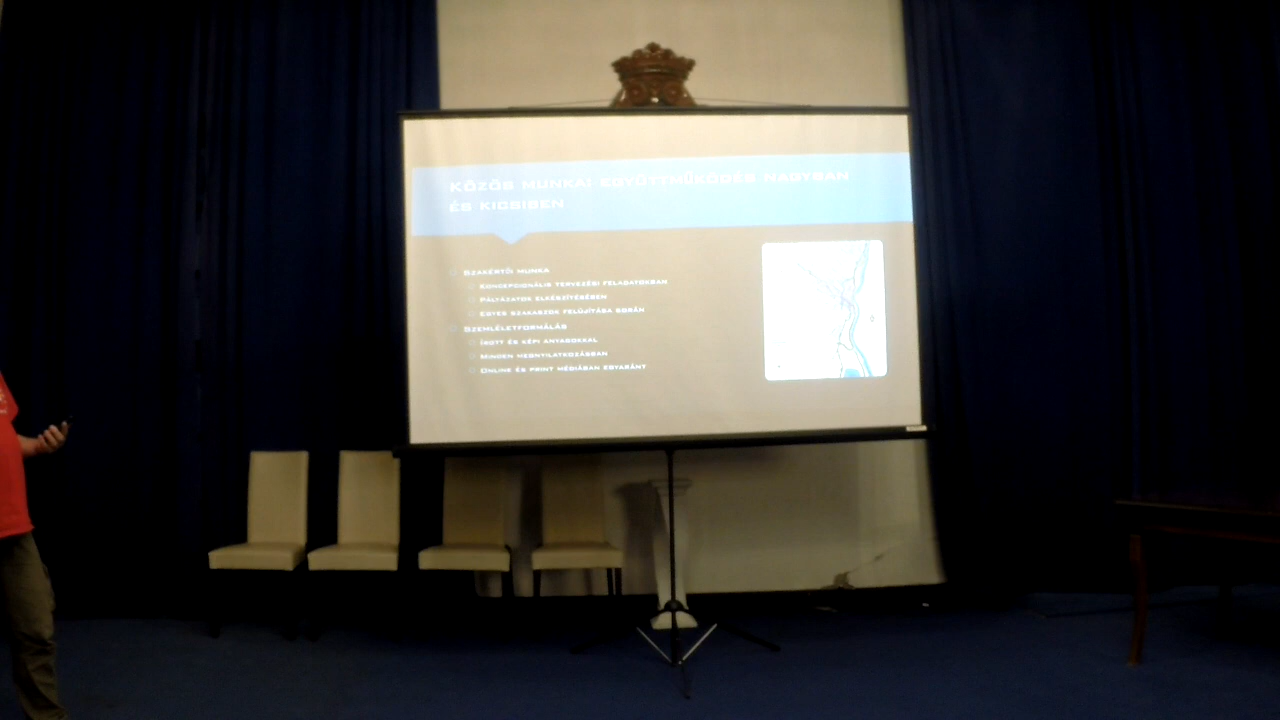 Közös munka: együttműködés nagyban
és kicsiben
Szakértői munka
Koncepcionális tervezési feladatokban
Pályázatok elkészítésében
Egyes szakaszok felújítása során
Szemléletformálás
Írott és képi anyagokkal
Minden megnyilatkozásban
Online és print médiában egyaránt